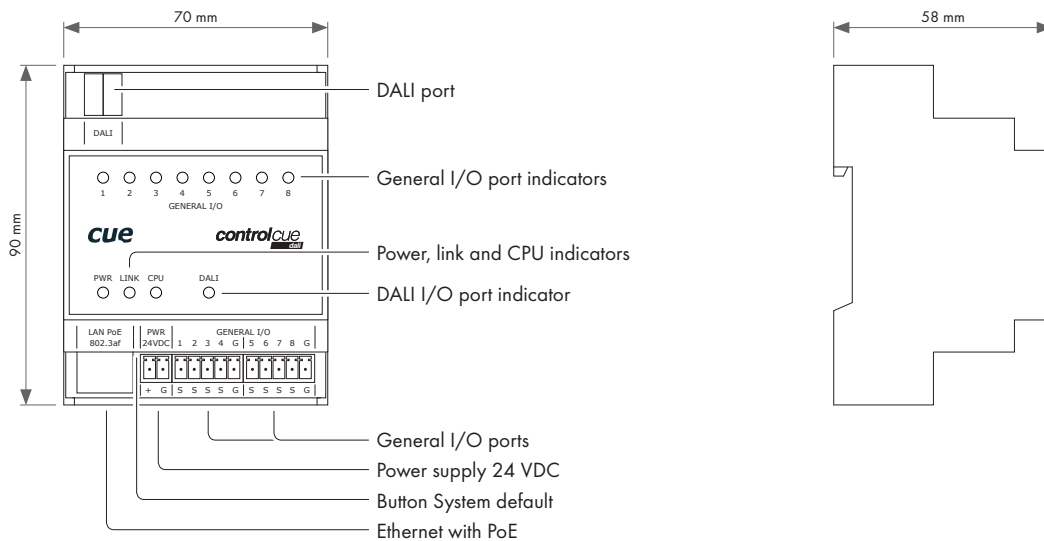 70 mm
58 mm
90 mm
DALI port
DALI
General I/O port indicators
1 2 3 4 5 6 7 8
GENERAL I/O
cue
controlcue
dali
Power, link and CPU indicators
PWR LINK CPU DALI
DALI I/O port indicator
LAN PoE
802.3af
PWR
24VDC
GENERAL I/O
1 2 3 4 G 5 6 7 8 G
+ G S S S S G S S S S G
General I/O ports
Power supply 24 VDC
Button System default
Ethernet with PoE